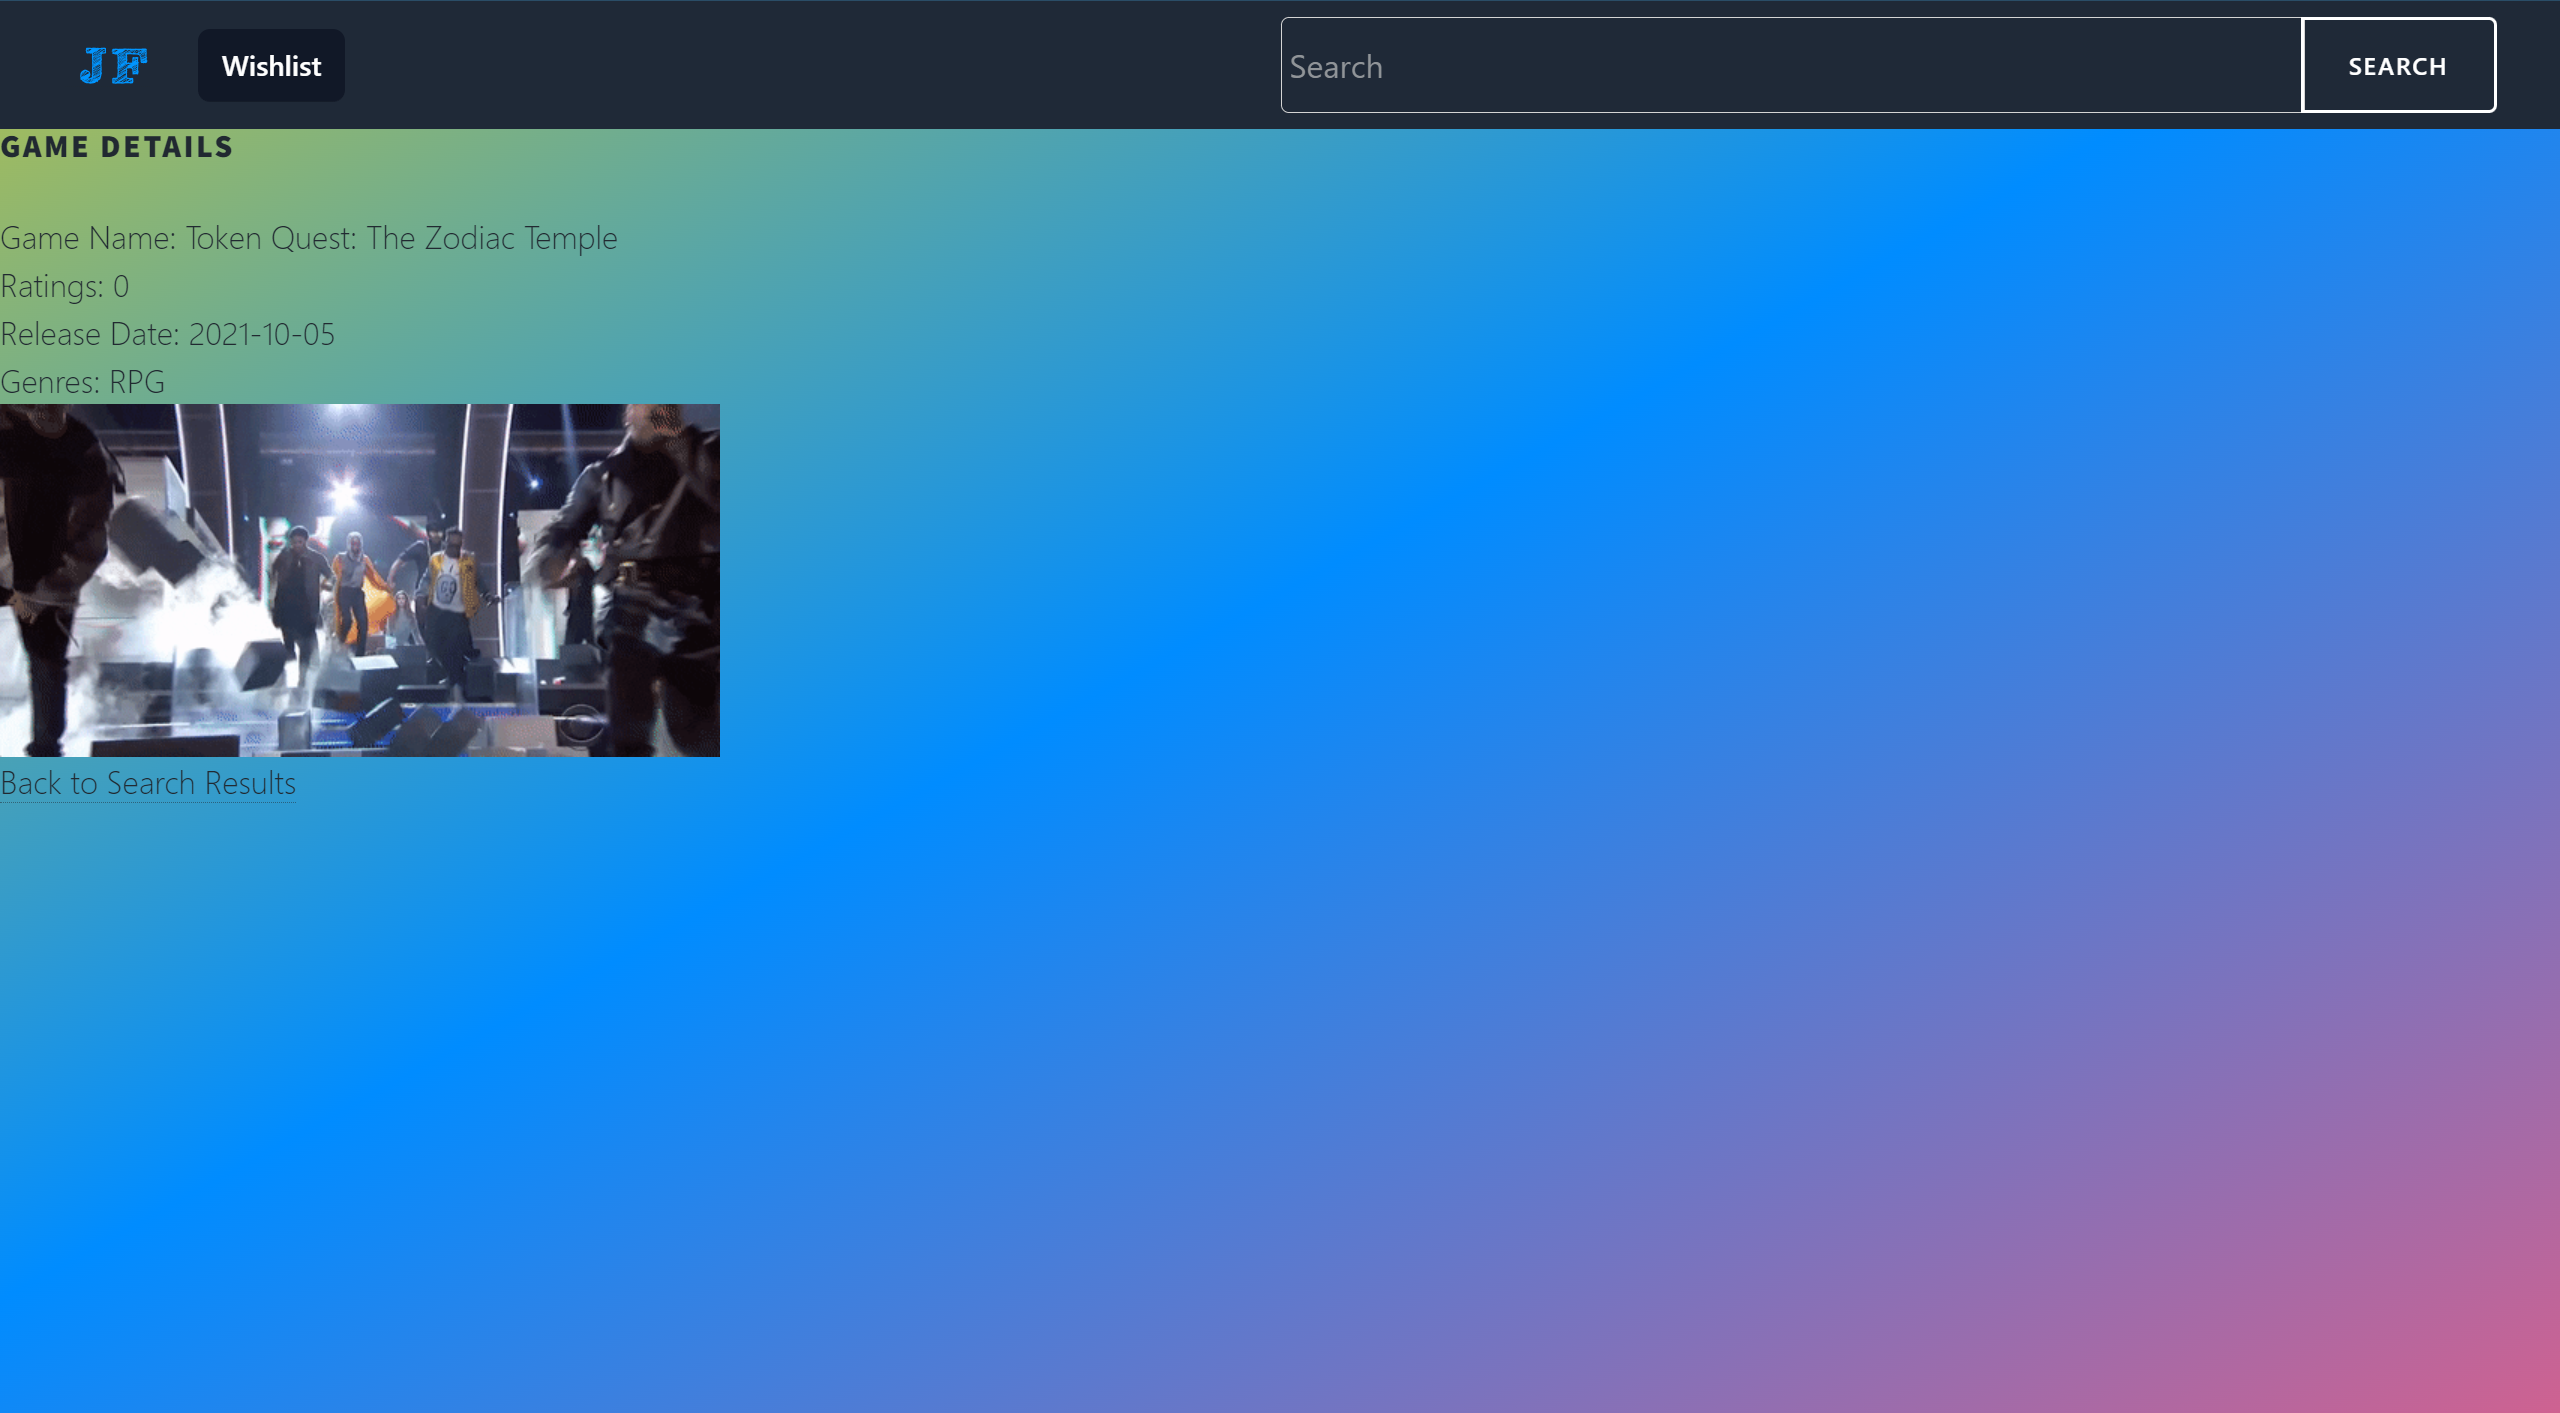 JF
Wishlist
Search
SEARCH
GAME DETAILS
Game Name: Token Quest: The Zodiac Temple
Ratings: 0
Release Date: 2021-10-05
Genres: RPG
Back to Search Results